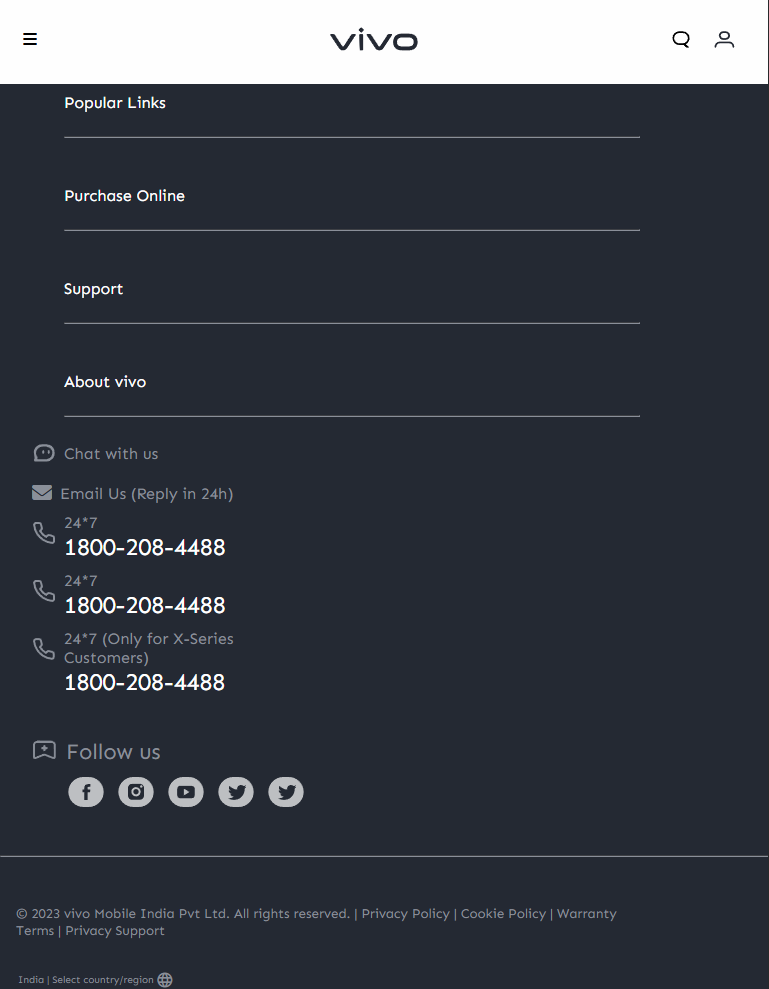 vivo
Popular Links
Purchase Online
Support
About vivo
Chat with us
Email Us (Reply in 24h)
24*7
1800-208-4488
24*7
1800-208-4488
24*7 (Only for X-Series
Customers)
1800-208-4488
Follow us
© 2023 vivo Mobile India Pvt Ltd. All rights reserved. | Privacy Policy | Cookie Policy | Warranty
Terms | Privacy Support
India | Select country/region